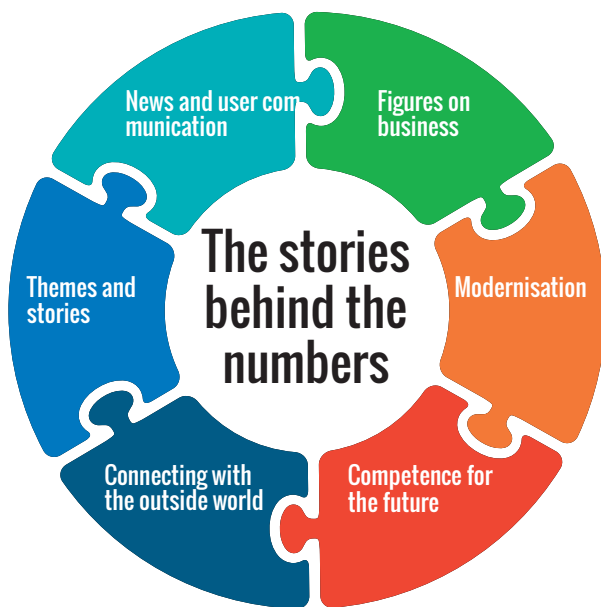 News and user com
munication
Figures on
business
Themes and
stories
The stories
behind the
numbers
Modernisation
Connecting with
the outside world
Competence for
the future